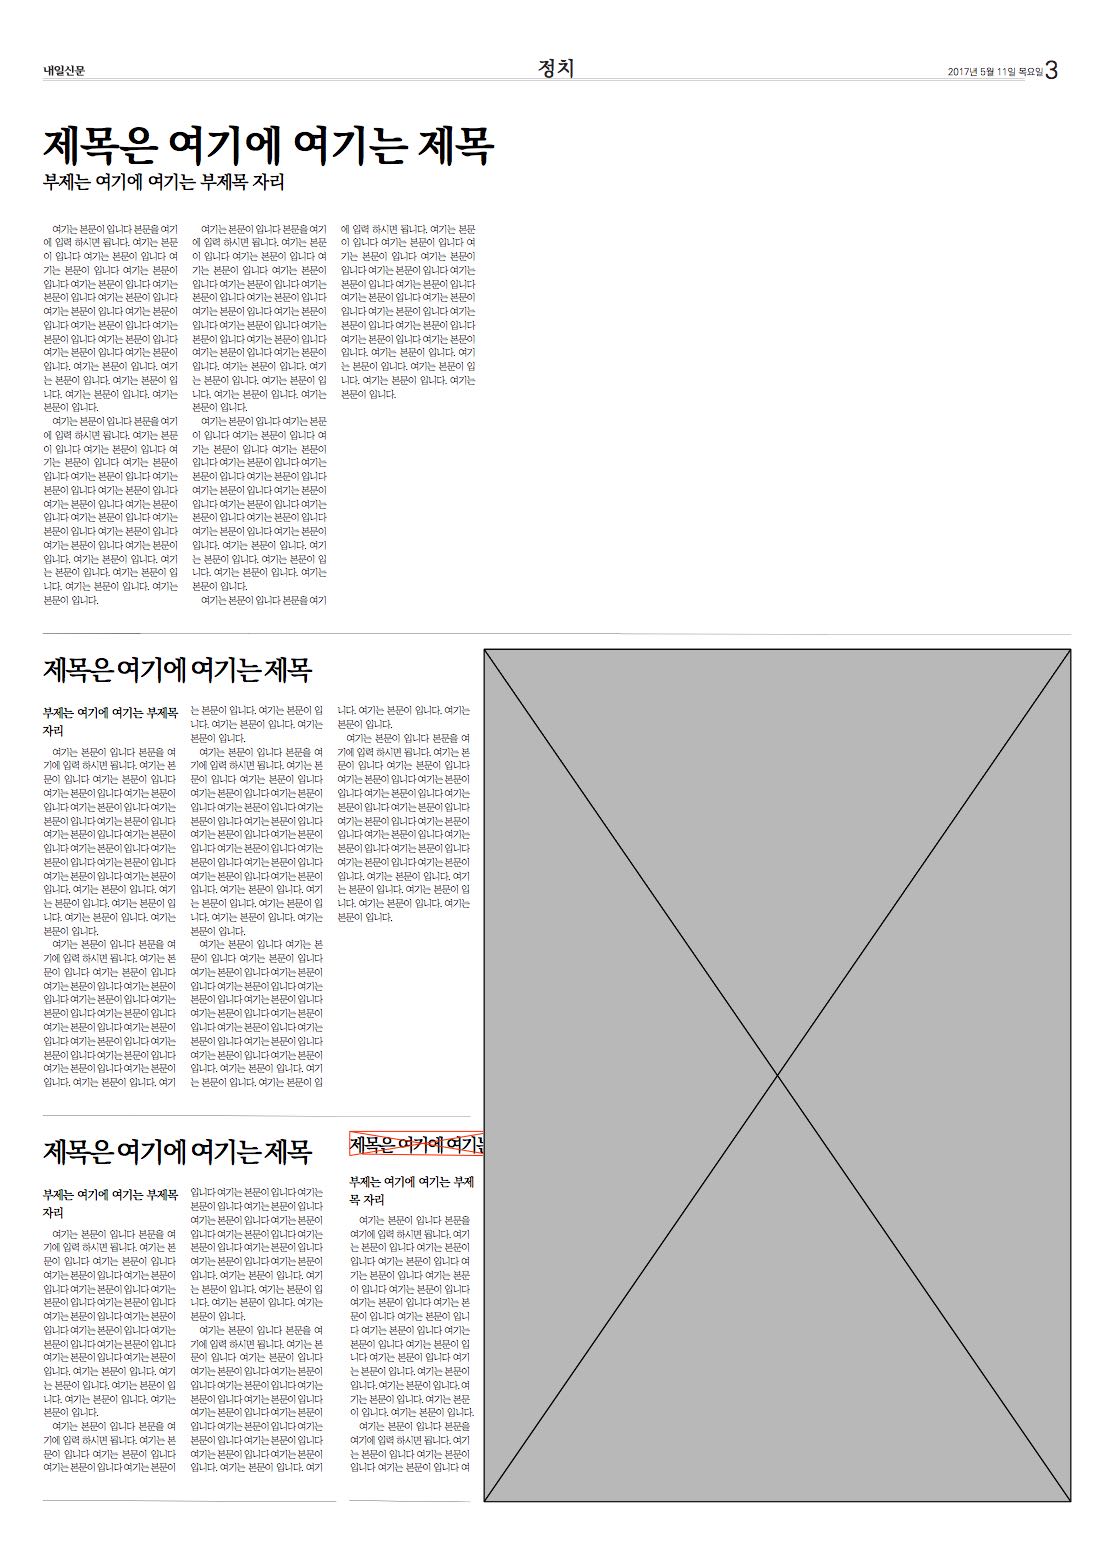 내일신문
정치
2017년 5월 11일 목요일 3
제목은 여기에 여기는 제목
부제는 여기에 여기는 부제목 자리
여기는 본문이 입니다 본문을 여기
에 입력 하시면 됩니다. 여기는 본문
이 입니다 여기는 본문이 입니다 여
기는 본문이 입니다 여기는 본문이
입니다 여기는 본문이 입니다 여기는
본문이 입니다 여기는 본문이 입니다
여기는 본문이 입니다 여기는 본문이
입니다 여기는 본문이 입니다 여기는
본문이 입니다 여기는 본문이 입니다
여기는 본문이 입니다 여기는 본문이
입니다. 여기는 본문이 입니다. 여기
는 본문이 입니다. 여기는 본문이 입
니다. 여기는 본문이 입니다. 여기는
본문이 입니다.
여기는 본문이 입니다 본문을 여기
에 입력 하시면 됩니다. 여기는 본문
이 입니다 여기는 본문이 입니다 여
기는 본문이 입니다 여기는 본문이
입니다 여기는 본문이 입니다 여기는
본문이 입니다 여기는 본문이 입니다
여기는 본문이 입니다 여기는 본문이
입니다 여기는 본문이 입니다 여기는
본문이 입니다 여기는 본문이 입니다
여기는 본문이 입니다 여기는 본문이
입니다. 여기는 본문이 입니다. 여기
는 본문이 입니다. 여기는 본문이 입
니다. 여기는 본문이 입니다. 여기는
본문이 입니다.
여기는 본문이 입니다 본문을 여기
에 입력 하시면 됩니다. 여기는 본문
이 입니다 여기는 본문이 입니다 여
기는 본문이 입니다 여기는 본문이
입니다 여기는 본문이 입니다 여기는
본문이 입니다 여기는 본문이 입니다
여기는 본문이 입니다 여기는 본문이
입니다 여기는 본문이 입니다 여기는
본문이 입니다 여기는 본문이 입니다
여기는 본문이 입니다 여기는 본문이
입니다. 여기는 본문이 입니다. 여기
는 본문이 입니다. 여기는 본문이 입
니다. 여기는 본문이 입니다. 여기는
본문이 입니다.
여기는 본문이 입니다 여기는 본문
이 입니다 여기는 본문이 입니다 여
기는 본문이 입니다 여기는 본문이
입니다 여기는 본문이 입니다 여기는
본문이 입니다 여기는 본문이 입니다
여기는 본문이 입니다 여기는 본문이
입니다 여기는 본문이 입니다 여기는
본문이 입니다 여기는 본문이 입니다
여기는 본문이 입니다 여기는 본문이
입니다. 여기는 본문이 입니다. 여기
는 본문이 입니다. 여기는 본문이 입
니다. 여기는 본문이 입니다. 여기는
본문이 입니다.
여기는 본문이 입니다 본문을 여기
에 입력 하시면 됩니다. 여기는 본문
이 입니다 여기는 본문이 입니다 여
기는 본문이 입니다 여기는 본문이
입니다 여기는 본문이 입니다 여기는
본문이 입니다 여기는 본문이 입니다
여기는 본문이 입니다 여기는 본문이
입니다 여기는 본문이 입니다 여기는
본문이 입니다 여기는 본문이 입니다
여기는 본문이 입니다 여기는 본문이
입니다. 여기는 본문이 입니다. 여기
는 본문이 입니다. 여기는 본문이 입
니다. 여기는 본문이 입니다. 여기는
본문이 입니다.
제목은 여기에 여기는 제목
부제는 여기에 여기는 부제목
자리
여기는 본문이 입니다 본문을 여
기에 입력 하시면 됩니다. 여기는 본
문이 입니다 여기는 본문이 입니다
여기는 본문이 입니다 여기는 본문이
입니다 여기는 본문이 입니다 여기는
본문이 입니다 여기는 본문이 입니다
여기는 본문이 입니다 여기는 본문이
입니다 여기는 본문이 입니다 여기는
본문이 입니다 여기는 본문이 입니다
여기는 본문이 입니다 여기는 본문이
입니다. 여기는 본문이 입니다. 여기
는 본문이 입니다. 여기는 본문이 입
니다. 여기는 본문이 입니다. 여기는
본문이 입니다.
여기는 본문이 입니다 본문을 여
기에 입력 하시면 됩니다. 여기는 본
문이 입니다 여기는 본문이 입니다
여기는 본문이 입니다 여기는 본문이
입니다 여기는 본문이 입니다 여기는
본문이 입니다 여기는 본문이 입니다
여기는 본문이 입니다 여기는 본문이
입니다 여기는 본문이 입니다 여기는
본문이 입니다 여기는 본문이 입니다
여기는 본문이 입니다 여기는 본문이
입니다. 여기는 본문이 입니다. 여기
는 본문이 입니다. 여기는 본문이 입
니다. 여기는 본문이 입니다. 여기는
본문이 입니다.
여기는 본문이 입니다 본문을 여
기에 입력 하시면 됩니다. 여기는 본
문이 입니다 여기는 본문이 입니다
여기는 본문이 입니다 여기는 본문이
입니다 여기는 본문이 입니다 여기는
본문이 입니다 여기는 본문이 입니다
여기는 본문이 입니다 여기는 본문이
입니다 여기는 본문이 입니다 여기는
본문이 입니다 여기는 본문이 입니다
여기는 본문이 입니다 여기는 본문이
입니다. 여기는 본문이 입니다. 여기
는 본문이 입니다. 여기는 본문이 입
니다. 여기는 본문이 입니다. 여기는
본문이 입니다.
여기는 본문이 입니다 여기는 본
문이 입니다 여기는 본문이 입니다
여기는 본문이 입니다 여기는 본문이
입니다 여기는 본문이 입니다 여기는
본문이 입니다 여기는 본문이 입니다
여기는 본문이 입니다 여기는 본문이
입니다 여기는 본문이 입니다 여기는
본문이 입니다 여기는 본문이 입니다
여기는 본문이 입니다 여기는 본문이
입니다. 여기는 본문이 입니다. 여기
는 본문이 입니다. 여기는 본문이 입
니다. 여기는 본문이 입니다. 여기는
본문이 입니다.
여기는 본문이 입니다 본문을 여
기에 입력 하시면 됩니다. 여기는 본
문이 입니다 여기는 본문이 입니다
여기는 본문이 입니다 여기는 본문이
입니다 여기는 본문이 입니다 여기는
본문이 입니다 여기는 본문이 입니다
여기는 본문이 입니다 여기는 본문이
입니다 여기는 본문이 입니다 여기는
본문이 입니다 여기는 본문이 입니다
여기는 본문이 입니다 여기는 본문이
입니다. 여기는 본문이 입니다. 여기
는 본문이 입니다. 여기는 본문이 입
니다. 여기는 본문이 입니다. 여기는
본문이 입니다.
제목은 여기에 여기는 제목
부제는 여기에 여기는 부제목
자리
여기는 본문이 입니다 본문을 여
기에 입력 하시면 됩니다. 여기는 본
문이 입니다 여기는 본문이 입니다
여기는 본문이 입니다 여기는 본문이
입니다 여기는 본문이 입니다 여기는
본문이 입니다 여기는 본문이 입니다
여기는 본문이 입니다 여기는 본문이
입니다 여기는 본문이 입니다 여기는
본문이 입니다 여기는 본문이 입니다
여기는 본문이 입니다 여기는 본문이
입니다. 여기는 본문이 입니다. 여기
는 본문이 입니다. 여기는 본문이 입
니다. 여기는 본문이 입니다. 여기는
본문이 입니다.
여기는 본문이 입니다 본문을 여
기에 입력 하시면 됩니다. 여기는 본
문이 입니다 여기는 본문이 입니다
여기는 본문이 입니다 여기는 본문이
입니다 여기는 본문이 입니다 여기는
본문이 입니다 여기는 본문이 입니다
여기는 본문이 입니다 여기는 본문이
입니다 여기는 본문이 입니다 여기는
본문이 입니다 여기는 본문이 입니다
여기는 본문이 입니다 여기는 본문이
입니다. 여기는 본문이 입니다. 여기
는 본문이 입니다. 여기는 본문이 입
니다. 여기는 본문이 입니다. 여기는
본문이 입니다.
여기는 본문이 입니다 본문을 여
기에 입력 하시면 됩니다. 여기는 본
문이 입니다 여기는 본문이 입니다
여기는 본문이 입니다 여기는 본문이
입니다 여기는 본문이 입니다 여기는
본문이 입니다 여기는 본문이 입니다
여기는 본문이 입니다 여기는 본문이
입니다 여기는 본문이 입니다 여기는
본문이 입니다 여기는 본문이 입니다
여기는 본문이 입니다 여기는 본문이
입니다. 여기는 본문이 입니다. 여기
제목은 여기에 여기는
부제는 여기에 여기는 부제
목 자리
여기는 본문이 입니다 본문을
여기에 입력 하시면 됩니다. 여기
는 본문이 입니다 여기는 본문이
입니다 여기는 본문이 입니다 여
기는 본문이 입니다 여기는 본문
이 입니다 여기는 본문이 입니다
여기는 본문이 입니다 여기는 본
문이 입니다 여기는 본문이 입니
다 여기는 본문이 입니다 여기는
본문이 입니다 여기는 본문이 입
니다 여기는 본문이 입니다 여기
는 본문이 입니다. 여기는 본문이
입니다. 여기는 본문이 입니다. 여
기는 본문이 입니다. 여기는 본문
이 입니다. 여기는 본문이 입니다.
여기는 본문이 입니다 본문을
여기에 입력 하시면 됩니다. 여기
는 본문이 입니다 여기는 본문이
입니다 여기는 본문이 입니다 여